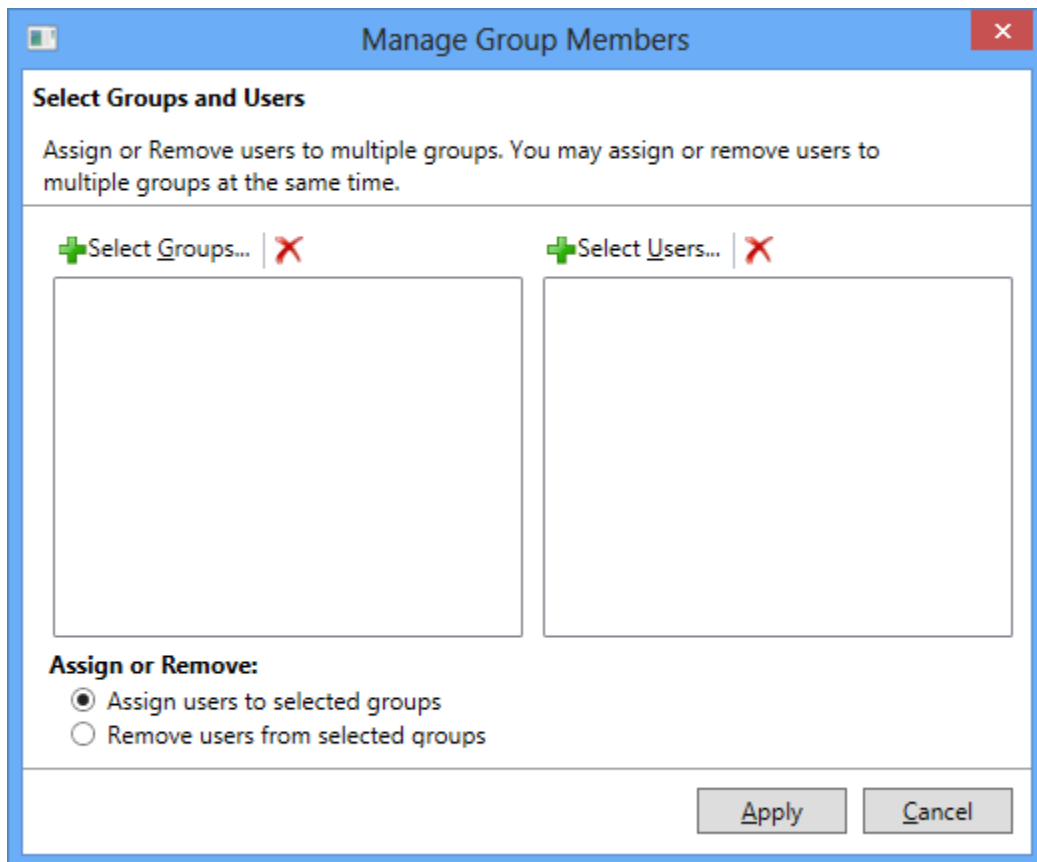 Manage Group Members
Select Groups and Users
Assign or Remove users to multiple groups. You may assign or remove users to
multiple groups at the same time.
Select Groups...
Select Users...
Assign or Remove:
Assign users to selected groups
Remove users from selected groups
Apply
Cancel